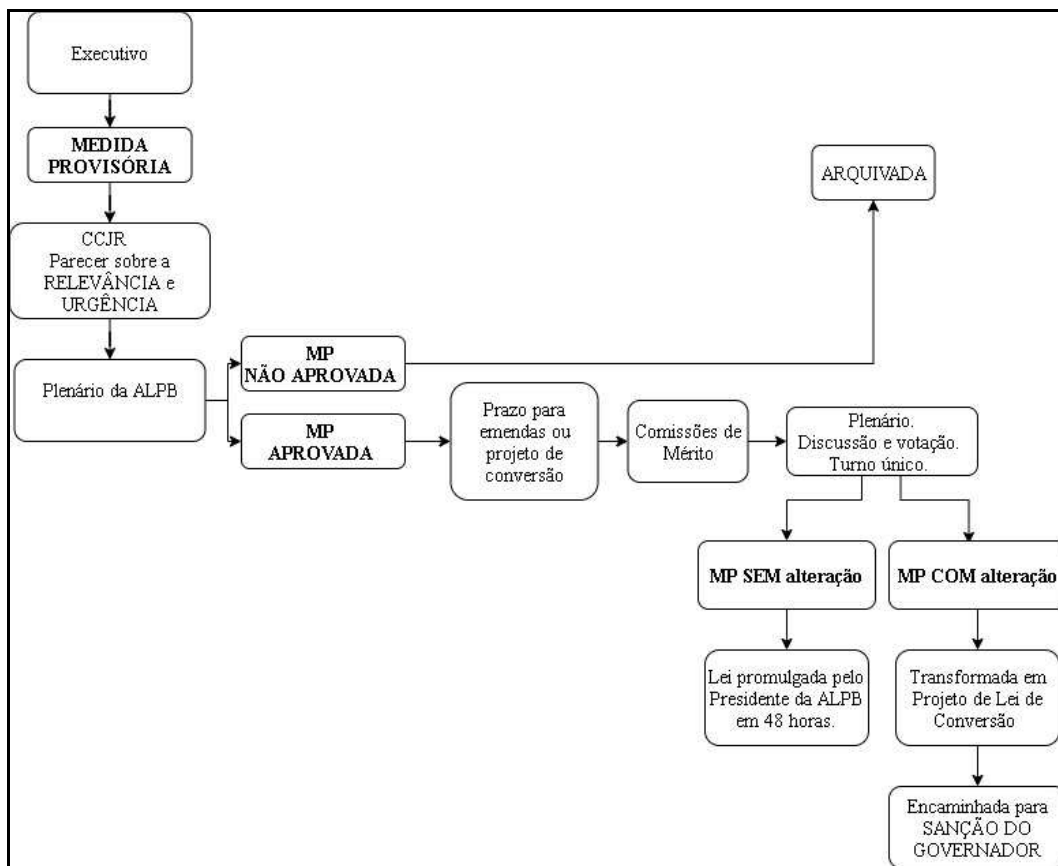 Executivo
MEDIDA
PROVISÓRIA
CCJR
Parecer sobre a
RELEVÂNCIA e
URGÊNCIA
Plenário da ALPB
MP
NÃO APROVADA
ARQUIVADA
MP
APROVADA
Prazo para
emendas ou
projeto de
conversão
Comissões de
Mérito
Plenário.
Discussão e votação.
Turno único.
MP SEM alteração
Lei promulgada pelo
Presidente da ALPB
em 48 horas.
MP COM alteração
Transformada em
Projeto de Lei de
Conversão
Encaminhada para
SANÇÃO DO
GOVERNADOR